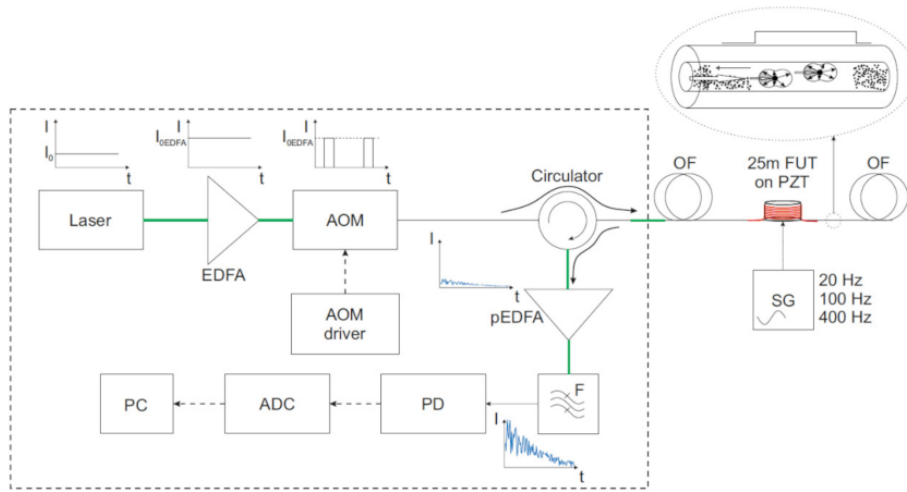 I
I₀
t
I
I₀EDFA
t
I
I₀EDFA
t
Laser
EDFA
AOM
AOM
driver
Circulator
OF
25m FUT
on PZT
OF
SG
20 Hz
100 Hz
400 Hz
I
t
pEDFA
F
PC
ADC
PD
I
t